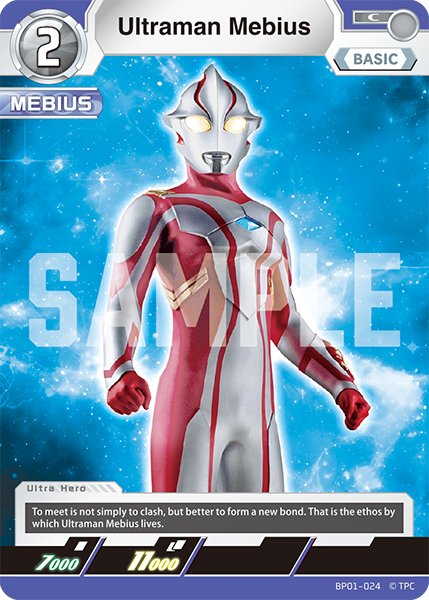 2
Ultraman Mebius
C
BASIC
MEBIUS
SAMPLE
Ultra Hero
To meet is not simply to clash, but better to form a new bond. That is the ethos by
which Ultraman Mebius lives.
7000
11000
BP01-024 © TPC